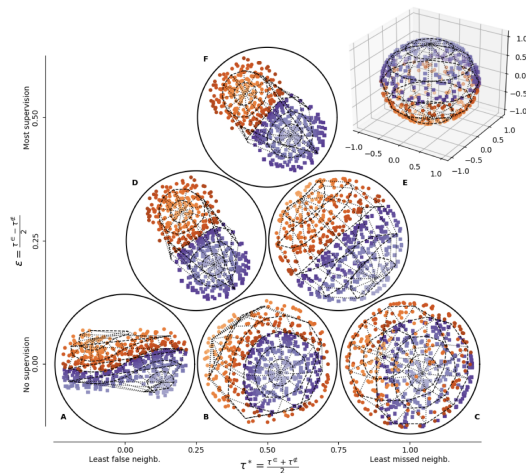 F
1.0
0.5
0.0
−0.5
−1.0
−1.0
−0.5
0.0
0.5
1.0
−1.0
−0.5
0.0
0.5
1.0
Most supervision
0.50
D
E
ε = τ^∈ − τ^∉ / 2
0.25
No supervision
0.00
A
B
C
0.00
0.25
0.50
0.75
1.00
Least false neighb.
Least missed neighb.
τ* = τ^∈ + τ^∉ / 2